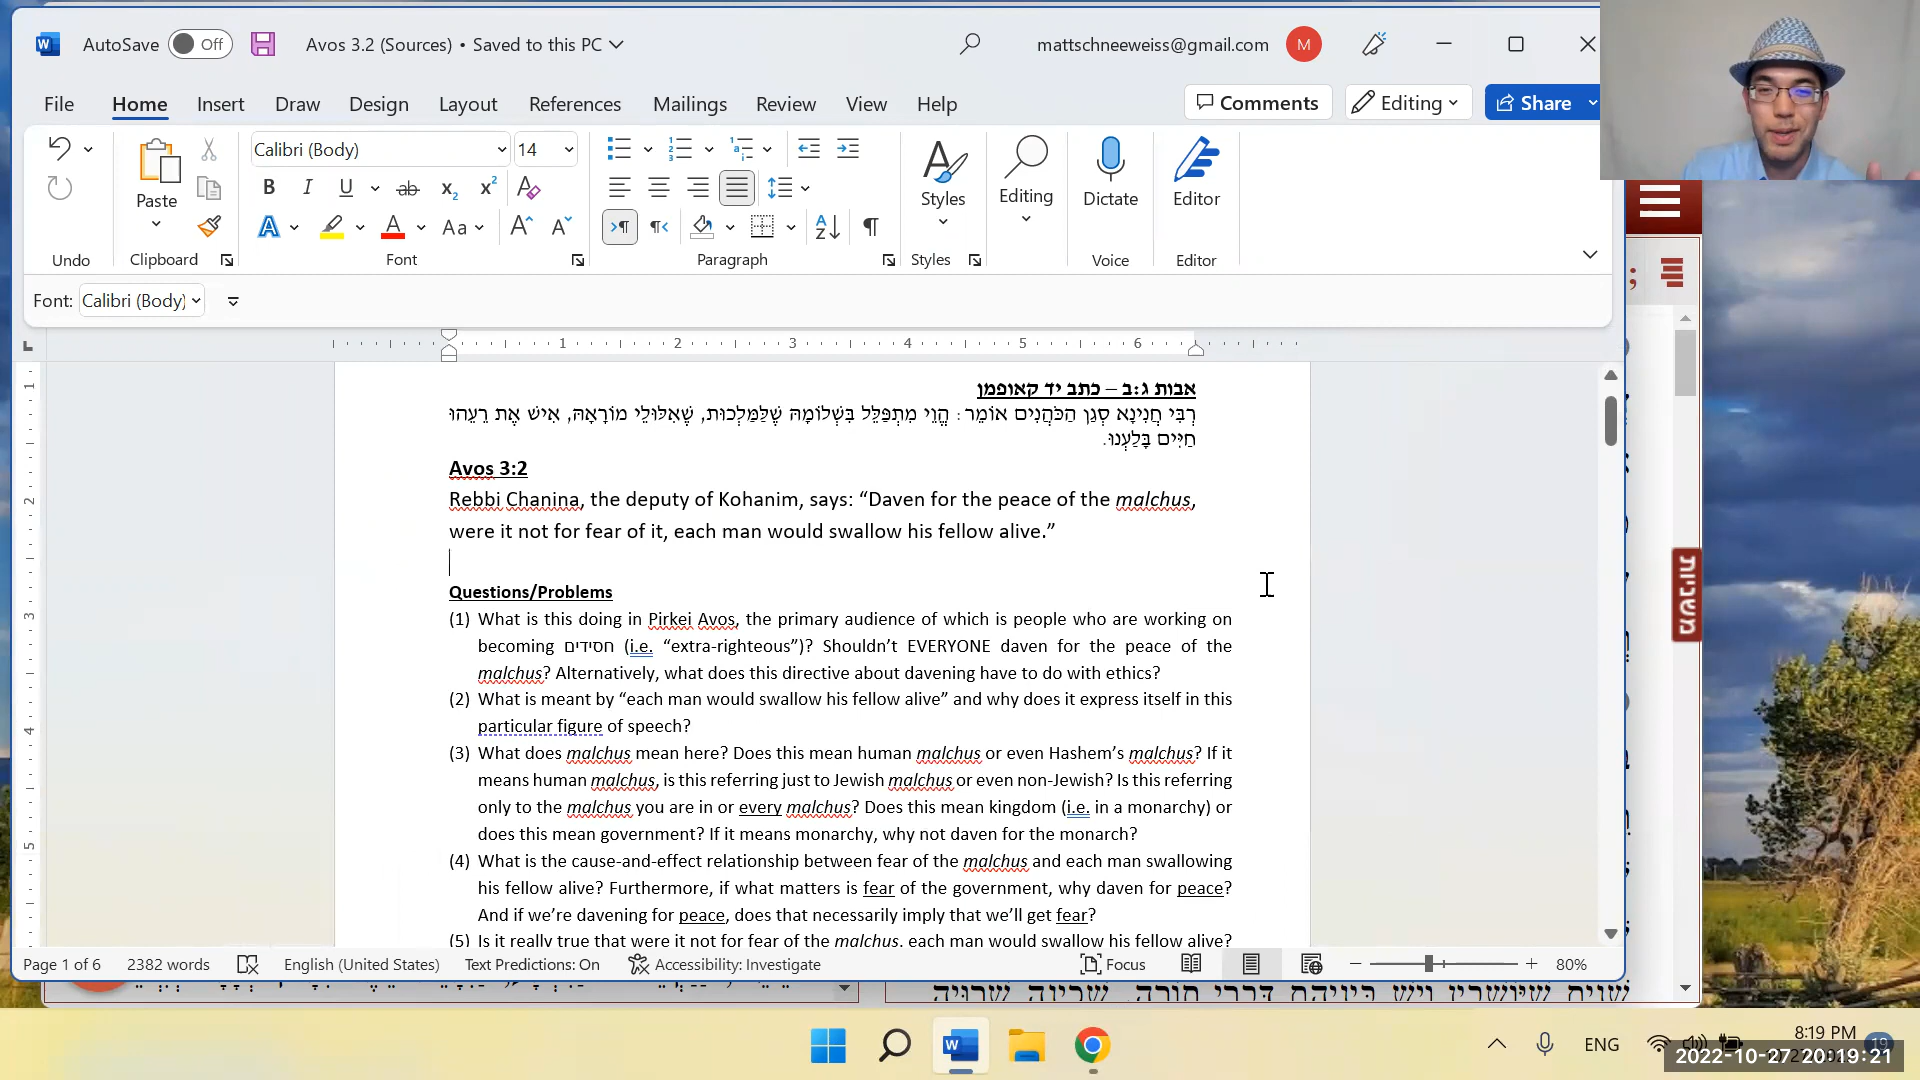 AutoSave Off Avos 3.2 (Sources) • Saved to this PC mattschneeweiss@gmail.com M
File Home Insert Draw Design Layout References Mailings Review View Help Comments Editing Share
Calibri (Body) 14
Paste Styles Editing Dictate Editor
Undo Clipboard Font Paragraph Styles Voice Editor
Font: Calibri (Body)
1 2 3 4 5 6
אבות ג:ב – כתב יד קאופמן
רְבִּי חֲנִינָא סְגַן הַכֹּהֲנִים אוֹמֵר: הֱוֵי מִתְפַּלֵּל בִּשְׁלוֹמָהּ שֶׁלַּמַּלְכוּת, שֶׁאִלּוּלֵי מוֹרָאָהּ, אִישׁ אֶת רֵעֵהוּ
חַיִּים בָּלַעְנוּ.
Avos 3:2
Rebbi Chanina, the deputy of Kohanim, says: “Daven for the peace of the malchus,
were it not for fear of it, each man would swallow his fellow alive.”
Questions/Problems
(1) What is this doing in Pirkei Avos, the primary audience of which is people who are working on
becoming חסידים (i.e. “extra-righteous”)? Shouldn’t EVERYONE daven for the peace of the
malchus? Alternatively, what does this directive about davening have to do with ethics?
(2) What is meant by “each man would swallow his fellow alive” and why does it express itself in this
particular figure of speech?
(3) What does malchus mean here? Does this mean human malchus or even Hashem’s malchus? If it
means human malchus, is this referring just to Jewish malchus or even non-Jewish? Is this referring
only to the malchus you are in or every malchus? Does this mean kingdom (i.e. in a monarchy) or
does this mean government? If it means monarchy, why not daven for the monarch?
(4) What is the cause-and-effect relationship between fear of the malchus and each man swallowing
his fellow alive? Furthermore, if what matters is fear of the government, why daven for peace?
And if we’re davening for peace, does that necessarily imply that we’ll get fear?
(5) Is it really true that were it not for fear of the malchus, each man would swallow his fellow alive?
Page 1 of 6 2382 words English (United States) Text Predictions: On Accessibility: Investigate Focus 80%
משניות
ENG 8:19 PM
2022-10-27 20:19:21